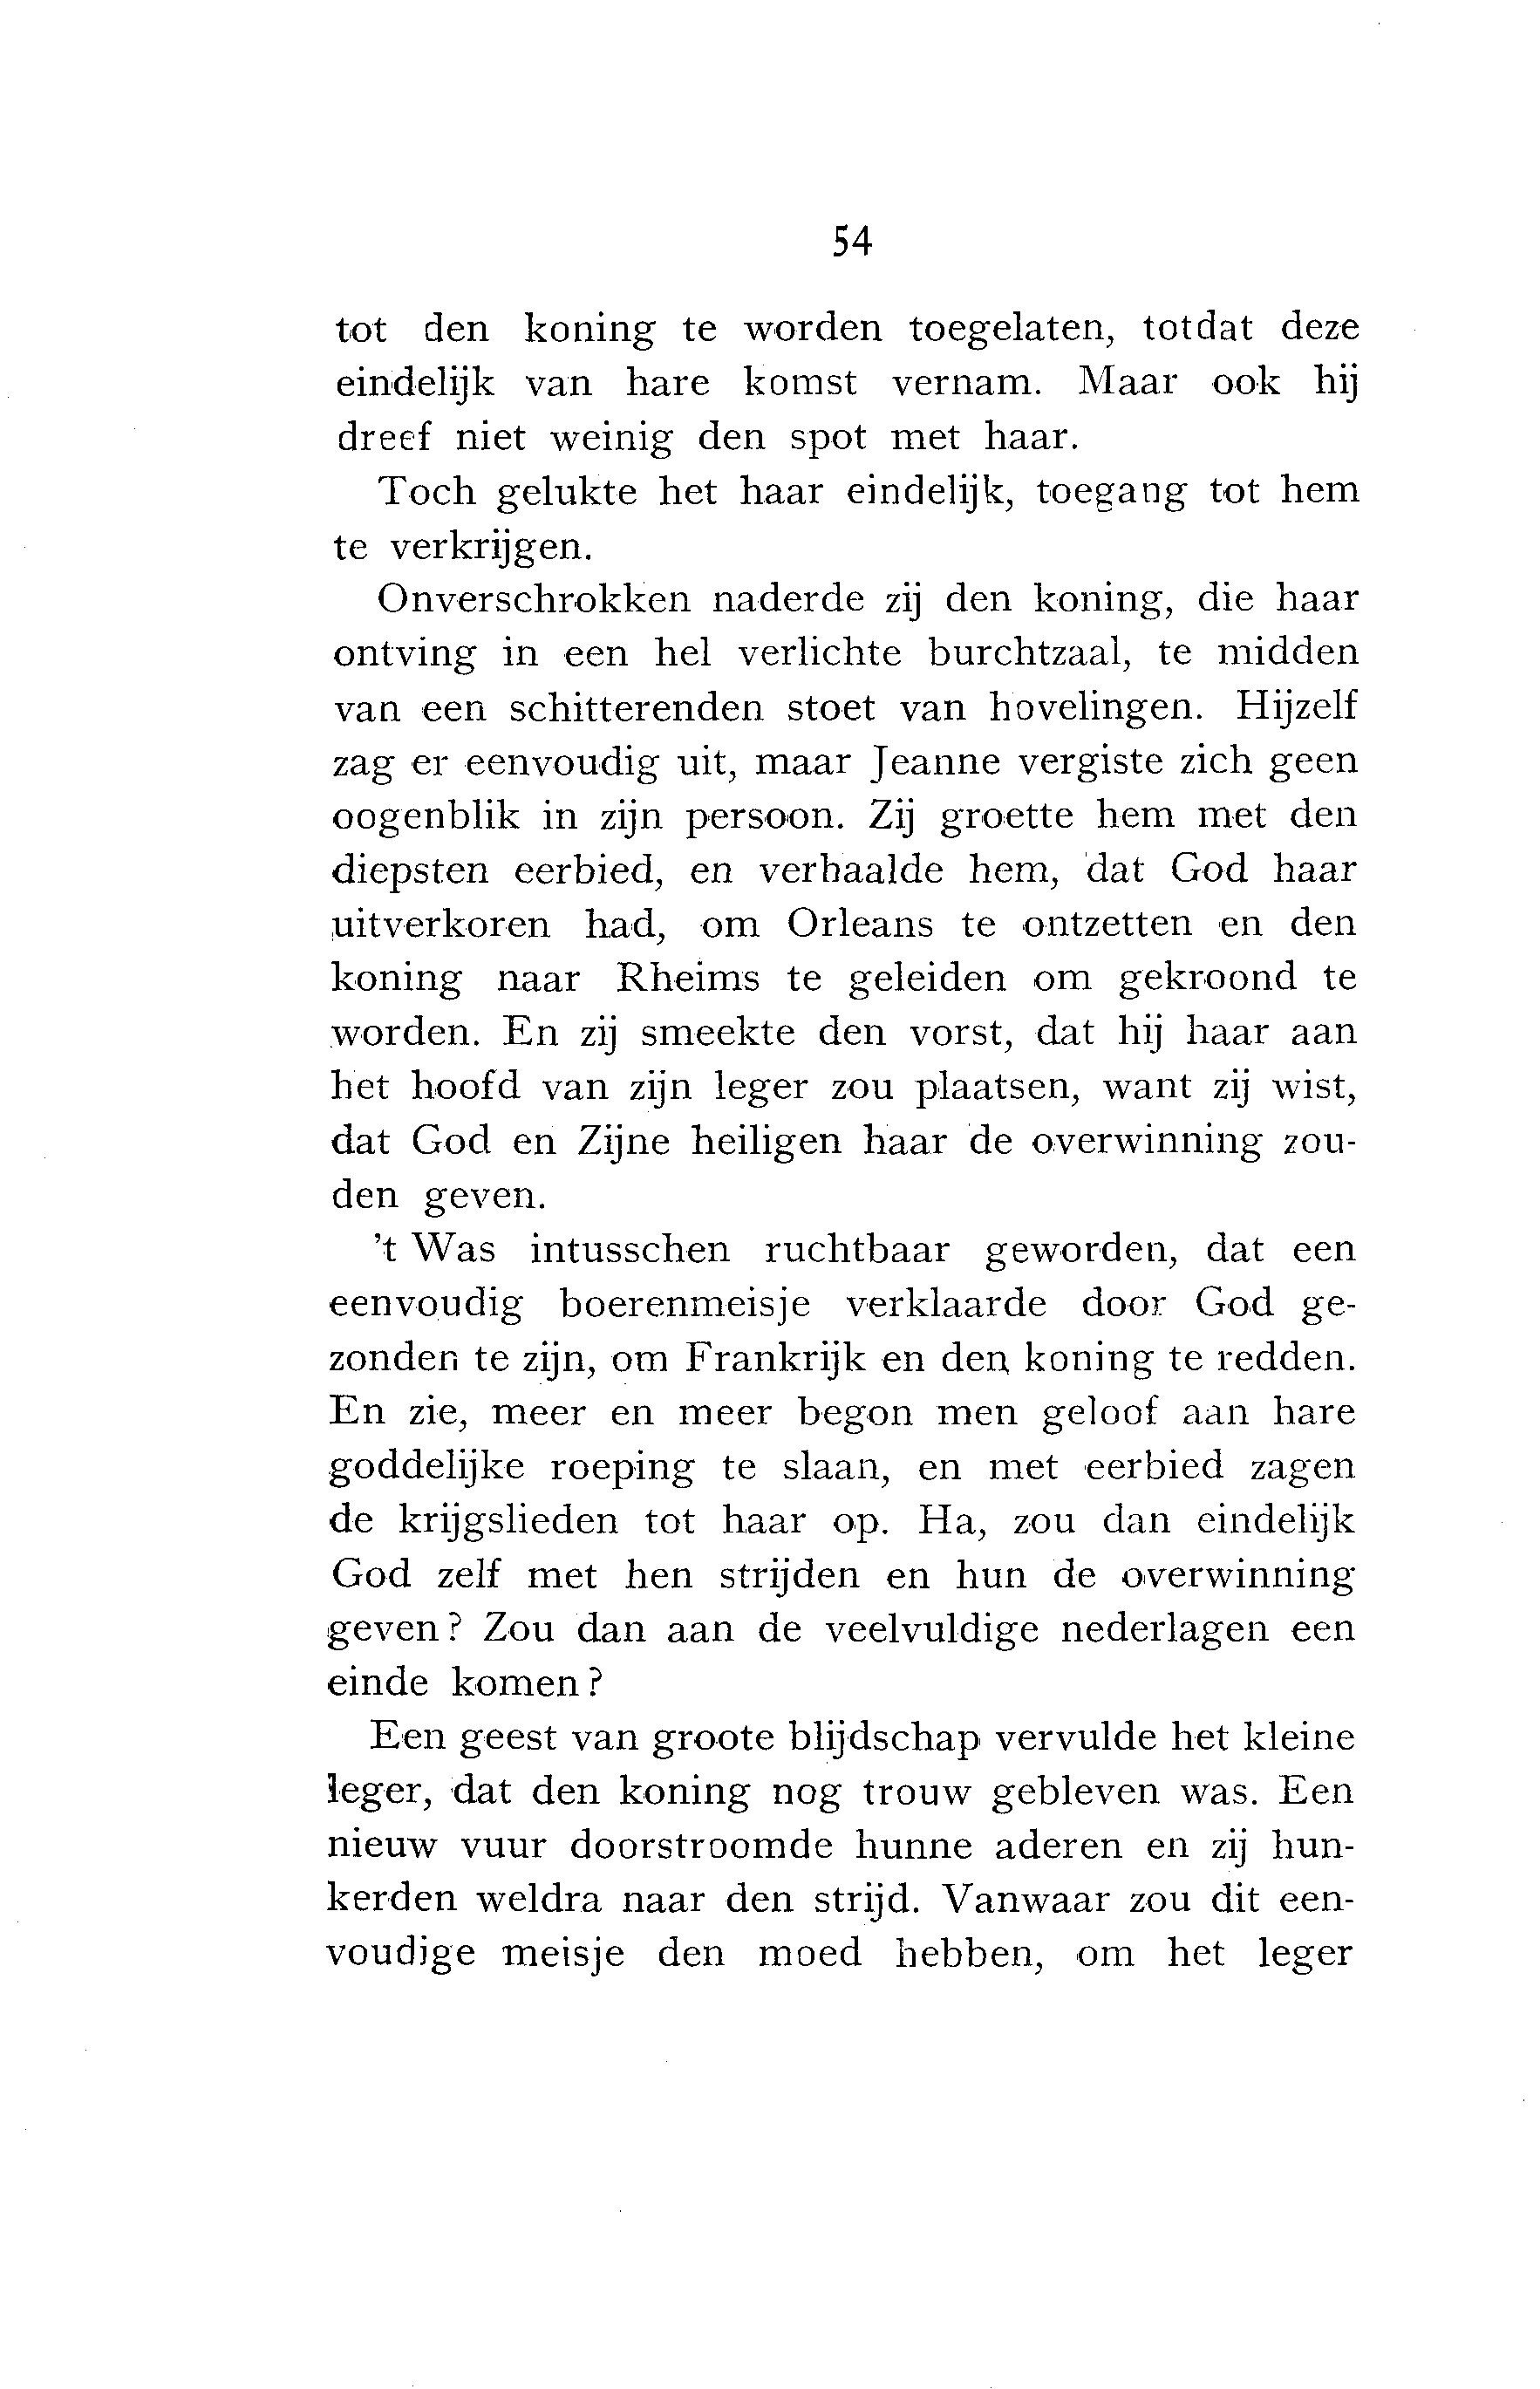 54
tot den koning te worden toegelaten, totdat deze
eindelijk van hare komst vernam. Maar ook hij
dreef niet weinig den spot met haar.
Toch gelukte het haar eindelijk, toegang tot hem
te verkrijgen.
Onverschrokken naderde zij den koning, die haar
ontving in een hel verlichte burchtzaal, te midden
van een schitterenden stoet van hovelingen. Hijzelf
zag er eenvoudig uit, maar Jeanne vergiste zich geen
oogenblik in zijn persoon. Zij groette hem met den
diepsten eerbied, en verhaalde hem, dat God haar
uitverkoren had, om Orleans te ontzetten en den
koning naar Rheims te geleiden om gekroond te
worden. En zij smeekte den vorst, dat hij haar aan
het hoofd van zijn leger zou plaatsen, want zij wist,
dat God en Zijne heiligen haar de overwinning zou-
den geven.
't Was intusschen ruchtbaar geworden, dat een
eenvoudig boerenmeisje verklaarde door God ge-
zonden te zijn, om Frankrijk en den koning te redden.
En zie, meer en meer begon men geloof aan hare
goddelijke roeping te slaan, en met eerbied zagen
de krijgslieden tot haar op. Ha, zou dan eindelijk
God zelf met hen strijden en hun de overwinning
geven? Zou dan aan de veelvuldige nederlagen een
einde komen?
Een geest van groote blijdschap vervulde het kleine
leger, dat den koning nog trouw gebleven was. Een
nieuw vuur doorstroomde hunne aderen en zij hun-
kerden weldra naar den strijd. Vanwaar zou dit een-
voudige meisje den moed hebben, om het leger